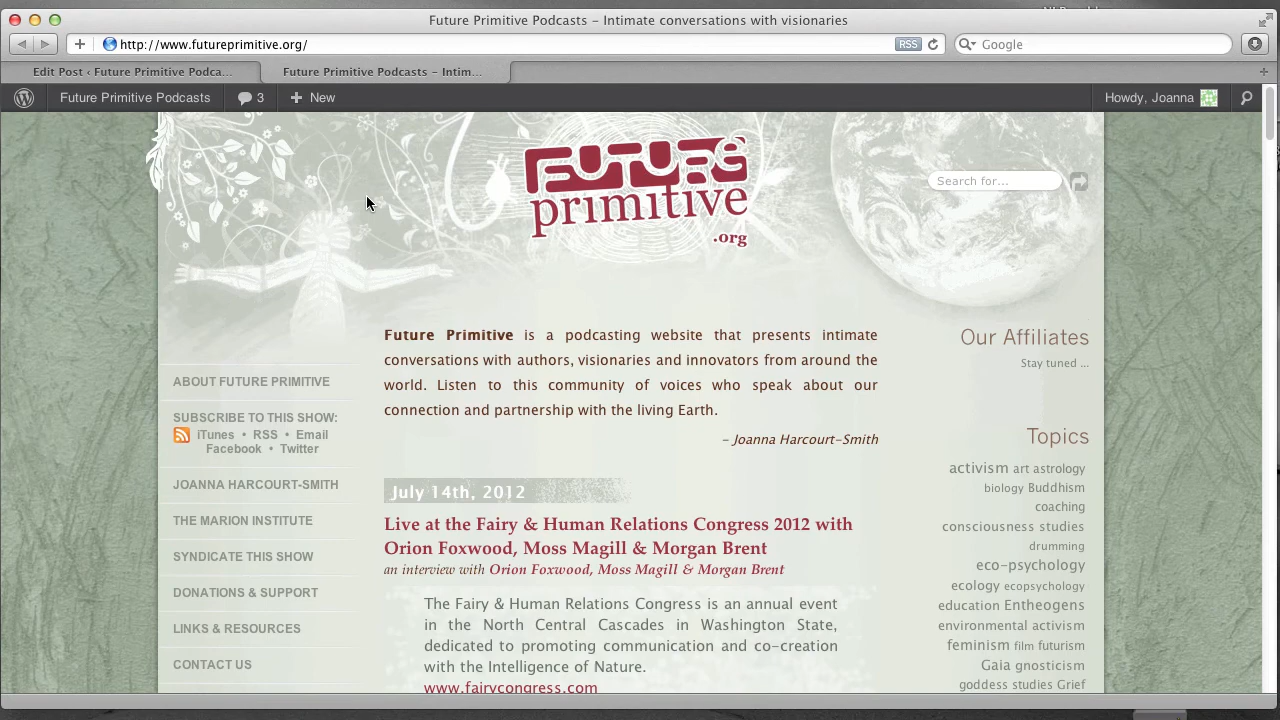 Future Primitive Podcasts – Intimate conversations with visionaries
http://www.futureprimitive.org/
RSS
Google
Edit Post ‹ Future Primitive Podca...
Future Primitive Podcasts – Intim...
Future Primitive Podcasts
3
New
Howdy, Joanna
FUTURE
primitive
.org
Search for...
Future Primitive is a podcasting website that presents intimate
conversations with authors, visionaries and innovators from around the
world. Listen to this community of voices who speak about our
connection and partnership with the living Earth.
– Joanna Harcourt-Smith
ABOUT FUTURE PRIMITIVE
SUBSCRIBE TO THIS SHOW:
iTunes • RSS • Email
Facebook • Twitter
JOANNA HARCOURT-SMITH
THE MARION INSTITUTE
SYNDICATE THIS SHOW
DONATIONS & SUPPORT
LINKS & RESOURCES
CONTACT US
July 14th, 2012
Live at the Fairy & Human Relations Congress 2012 with
Orion Foxwood, Moss Magill & Morgan Brent
an interview with Orion Foxwood, Moss Magill & Morgan Brent
The Fairy & Human Relations Congress is an annual event
in the North Central Cascades in Washington State,
dedicated to promoting communication and co-creation
with the Intelligence of Nature.
www.fairycongress.com
Our Affiliates
Stay tuned ...
Topics
activism art astrology
biology Buddhism
coaching
consciousness studies
drumming
eco-psychology
ecology ecopsychology
education Entheogens
environmental activism
feminism film futurism
Gaia gnosticism
goddess studies Grief